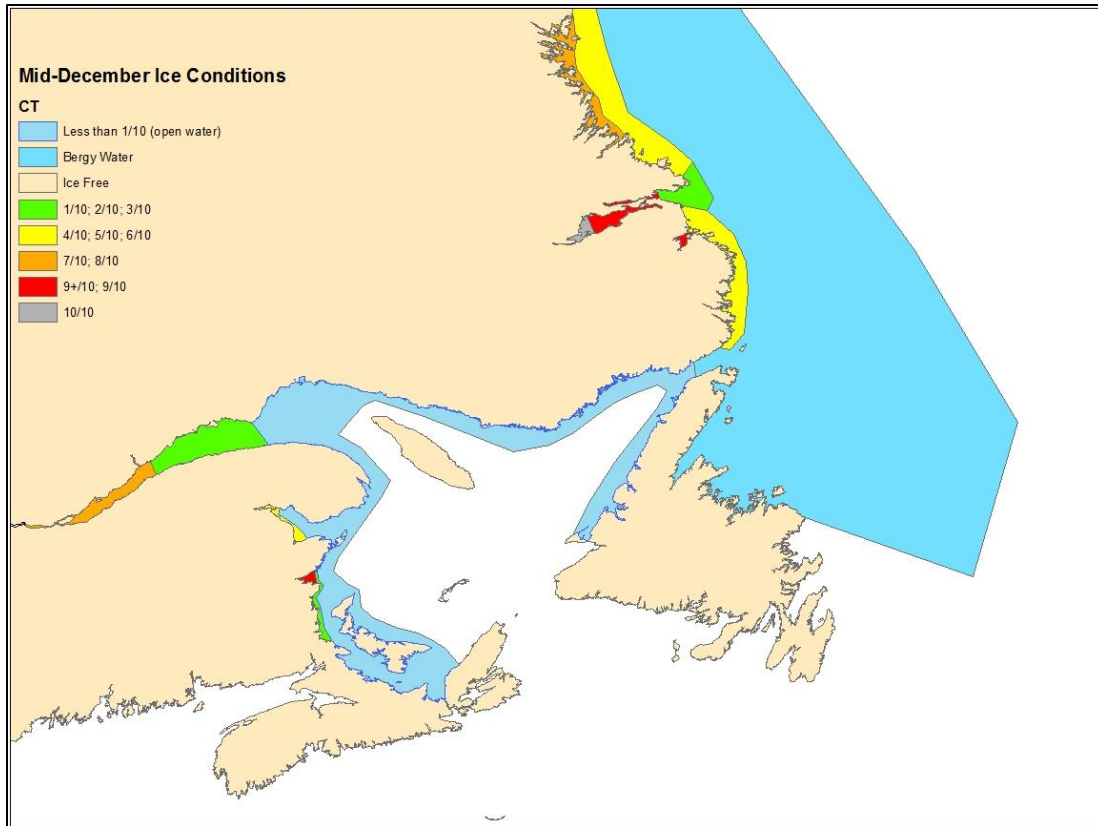 Mid-December Ice Conditions
CT
Less than 1/10 (open water)
Bergy Water
Ice Free
1/10; 2/10; 3/10
4/10; 5/10; 6/10
7/10; 8/10
9+/10; 9/10
10/10